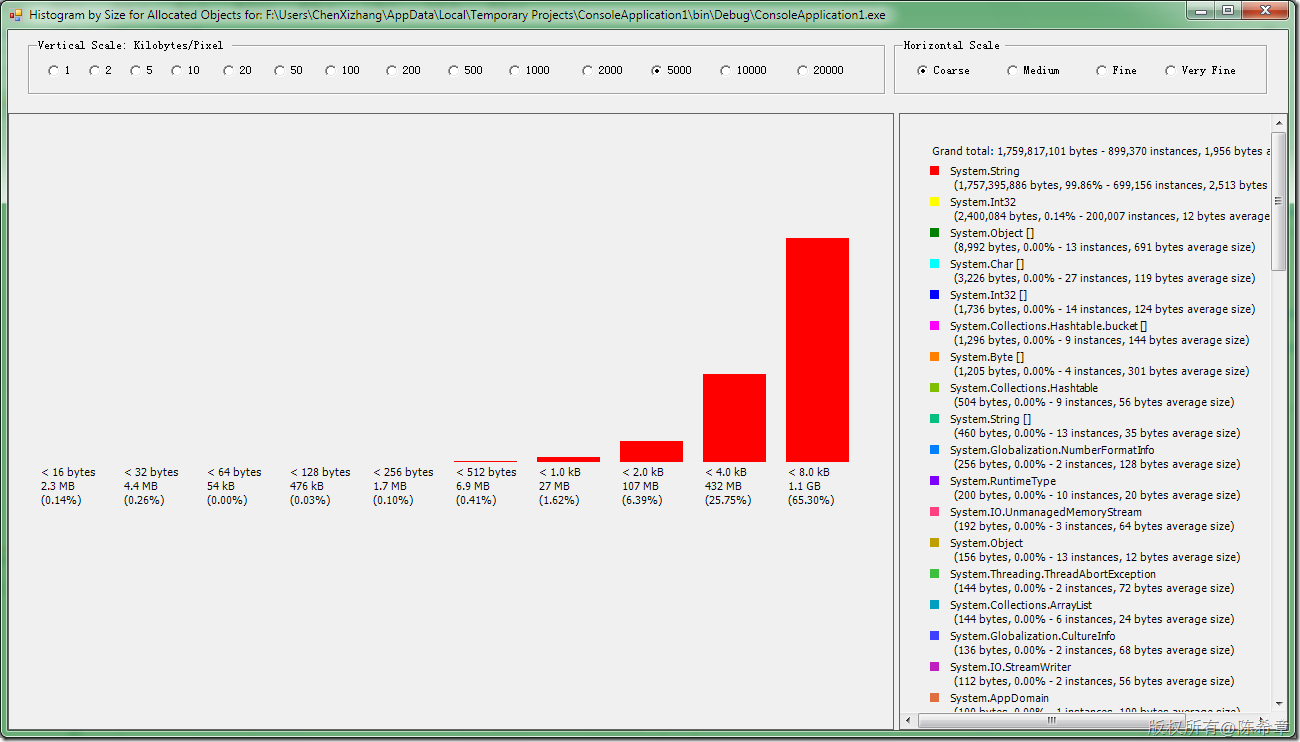 Histogram by Size for Allocated Objects for: F:\Users\ChenXizhang\AppData\Local\Temporary Projects\ConsoleApplication1\bin\Debug\ConsoleApplication1.exe
Vertical Scale: Kilobytes/Pixel
1 2 5 10 20 50 100 200 500 1000 2000 5000 10000 20000
Horizontal Scale
Coarse Medium Fine Very Fine
< 16 bytes < 32 bytes < 64 bytes < 128 bytes < 256 bytes < 512 bytes < 1.0 kB < 2.0 kB < 4.0 kB < 8.0 kB
2.3 MB 4.4 MB 54 kB 476 kB 1.7 MB 6.9 MB 27 MB 107 MB 432 MB 1.1 GB
(0.14%) (0.26%) (0.00%) (0.03%) (0.10%) (0.41%) (1.62%) (6.39%) (25.75%) (65.30%)
Grand total: 1,759,817,101 bytes - 899,370 instances, 1,956 bytes a
System.String
(1,757,395,886 bytes, 99.86% - 699,156 instances, 2,513 bytes
System.Int32
(2,400,084 bytes, 0.14% - 200,007 instances, 12 bytes average
System.Object []
(8,992 bytes, 0.00% - 13 instances, 691 bytes average size)
System.Char []
(3,226 bytes, 0.00% - 27 instances, 119 bytes average size)
System.Int32 []
(1,736 bytes, 0.00% - 14 instances, 124 bytes average size)
System.Collections.Hashtable.bucket []
(1,296 bytes, 0.00% - 9 instances, 144 bytes average size)
System.Byte []
(1,205 bytes, 0.00% - 4 instances, 301 bytes average size)
System.Collections.Hashtable
(504 bytes, 0.00% - 9 instances, 56 bytes average size)
System.String []
(460 bytes, 0.00% - 13 instances, 35 bytes average size)
System.Globalization.NumberFormatInfo
(256 bytes, 0.00% - 2 instances, 128 bytes average size)
System.RuntimeType
(200 bytes, 0.00% - 10 instances, 20 bytes average size)
System.IO.UnmanagedMemoryStream
(192 bytes, 0.00% - 3 instances, 64 bytes average size)
System.Object
(156 bytes, 0.00% - 13 instances, 12 bytes average size)
System.Threading.ThreadAbortException
(144 bytes, 0.00% - 2 instances, 72 bytes average size)
System.Collections.ArrayList
(144 bytes, 0.00% - 6 instances, 24 bytes average size)
System.Globalization.CultureInfo
(136 bytes, 0.00% - 2 instances, 68 bytes average size)
System.IO.StreamWriter
(112 bytes, 0.00% - 2 instances, 56 bytes average size)
System.AppDomain
(100 bytes, 0.00% - 1 instances, 100 bytes average size)
版权所有@陈希章